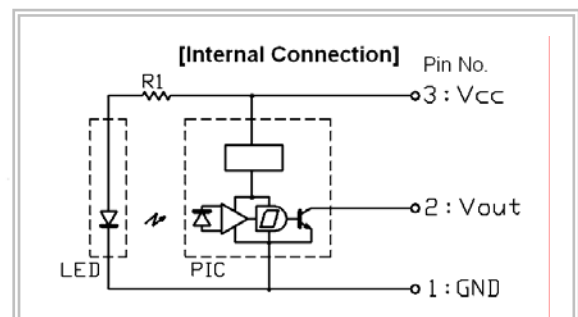 [Internal Connection]
Pin No.
R1
3 : Vcc
2 : Vout
LED
PIC
1 : GND